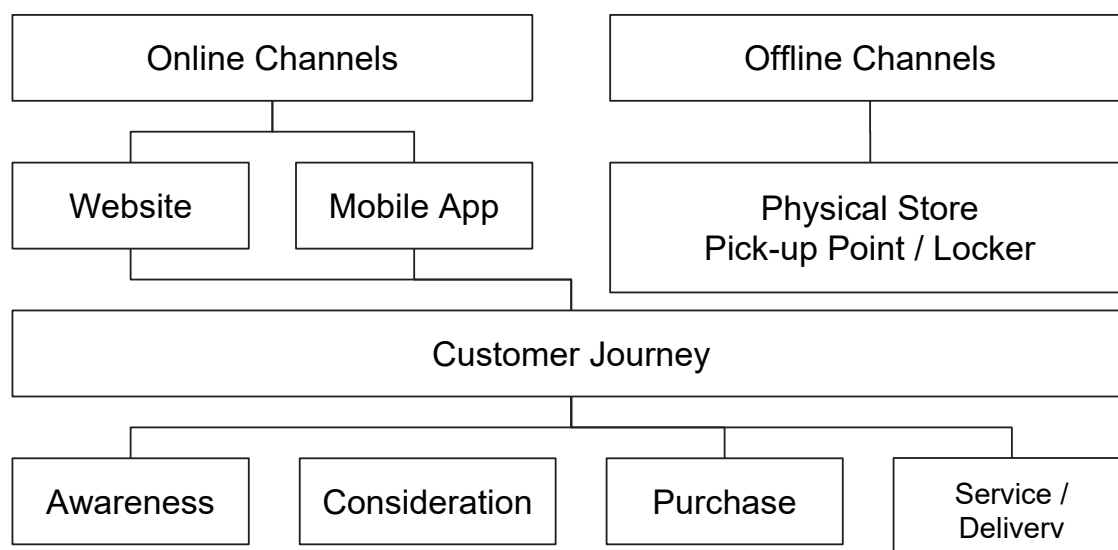 Online Channels
Offline Channels
Website
Mobile App
Physical Store
Pick-up Point / Locker
Customer Journey
Awareness
Consideration
Purchase
Service /
Delivery